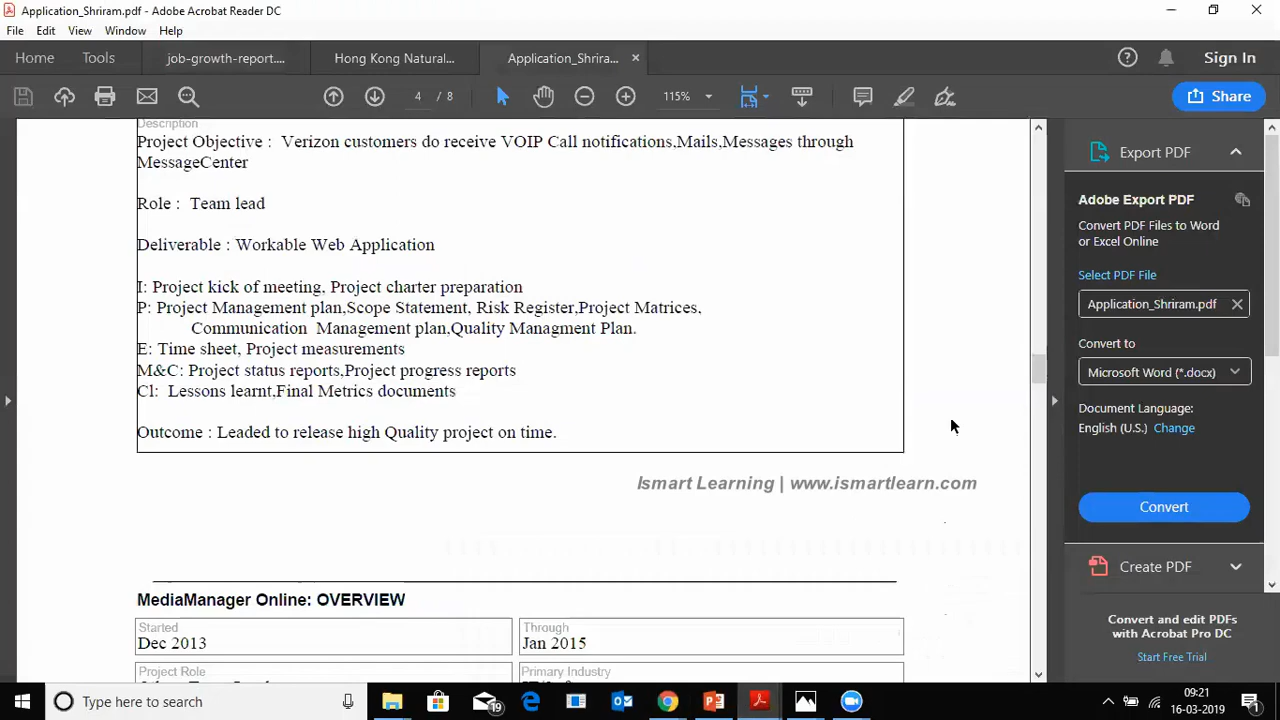 Application_Shriram.pdf - Adobe Acrobat Reader DC
File Edit View Window Help
Home Tools job-growth-report.... Hong Kong Natural... Application_Shrira... × Sign In
4 / 8 115% Share
Description
Project Objective : Verizon customers do receive VOIP Call notifications,Mails,Messages through
MessageCenter
Role : Team lead
Deliverable : Workable Web Application
I: Project kick of meeting, Project charter preparation
P: Project Management plan,Scope Statement, Risk Register,Project Matrices,
Communication Management plan,Quality Managment Plan.
E: Time sheet, Project measurements
M&C: Project status reports,Project progress reports
Cl: Lessons learnt,Final Metrics documents
Outcome : Leaded to release high Quality project on time.
Ismart Learning | www.ismartlearn.com
MediaManager Online: OVERVIEW
Started
Dec 2013
Through
Jan 2015
Project Role
Primary Industry
Export PDF
Adobe Export PDF
Convert PDF Files to Word
or Excel Online
Select PDF File
Application_Shriram.pdf ×
Convert to
Microsoft Word (*.docx)
Document Language:
English (U.S.) Change
Convert
Create PDF
Convert and edit PDFs
with Acrobat Pro DC
Start Free Trial
Type here to search
19
09:21
16-03-2019
1